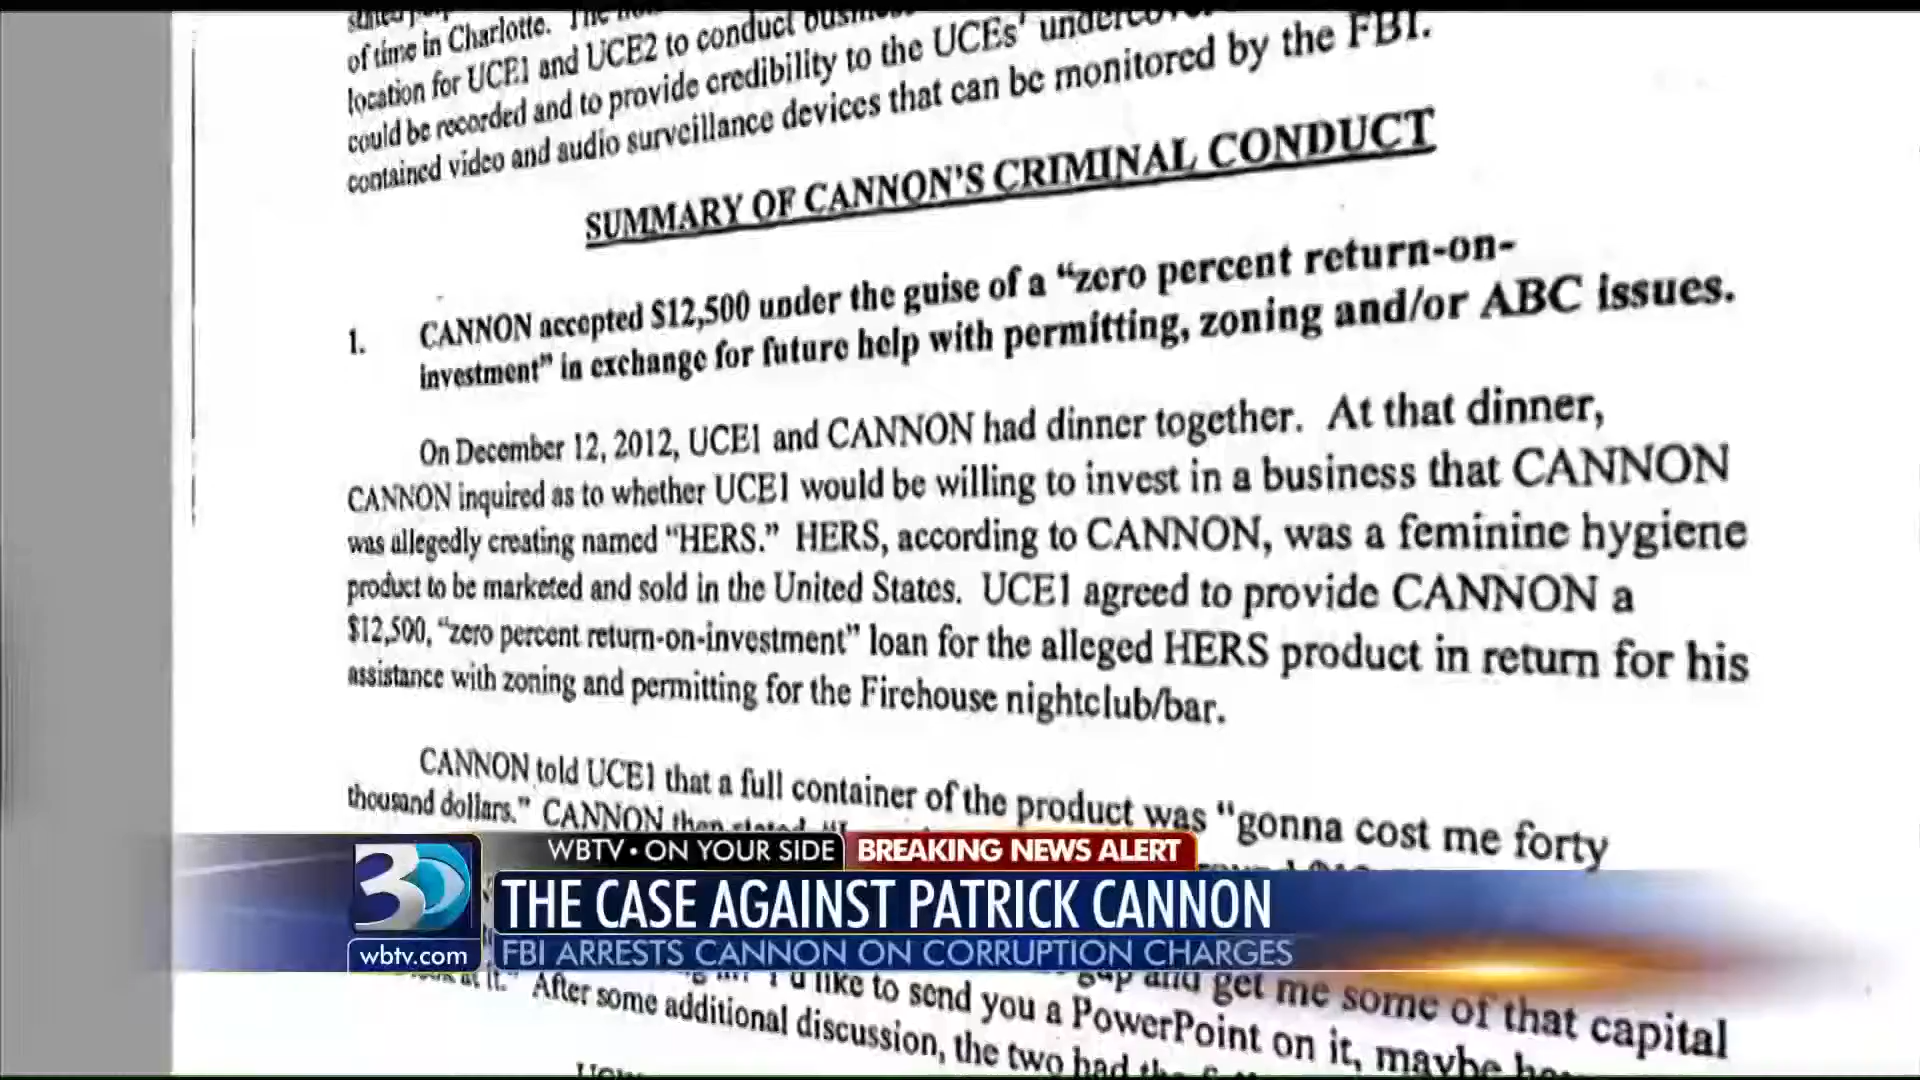 of time in Charlotte. The
location for UCE1 and UCE2 to conduct business
could be recorded and to provide credibility to the UCEs' undercover
contained video and audio surveillance devices that can be monitored by the FBI.
SUMMARY OF CANNON'S CRIMINAL CONDUCT
1. CANNON accepted $12,500 under the guise of a "zero percent return-on-
investment" in exchange for future help with permitting, zoning and/or ABC issues.
On December 12, 2012, UCE1 and CANNON had dinner together. At that dinner,
CANNON inquired as to whether UCE1 would be willing to invest in a business that CANNON
was allegedly creating named "HERS." HERS, according to CANNON, was a feminine hygiene
product to be marketed and sold in the United States. UCE1 agreed to provide CANNON a
$12,500, "zero percent return-on-investment" loan for the alleged HERS product in return for his
assistance with zoning and permitting for the Firehouse nightclub/bar.
CANNON told UCE1 that a full container of the product was "gonna cost me forty
thousand dollars." CANNON then stated, "I
WBTV • ON YOUR SIDE BREAKING NEWS ALERT
3
THE CASE AGAINST PATRICK CANNON
wbtv.com
FBI ARRESTS CANNON ON CORRUPTION CHARGES
gap and get me some of that capital
at it." After some additional discussion, the two had the
I'd like to send you a PowerPoint on it, maybe